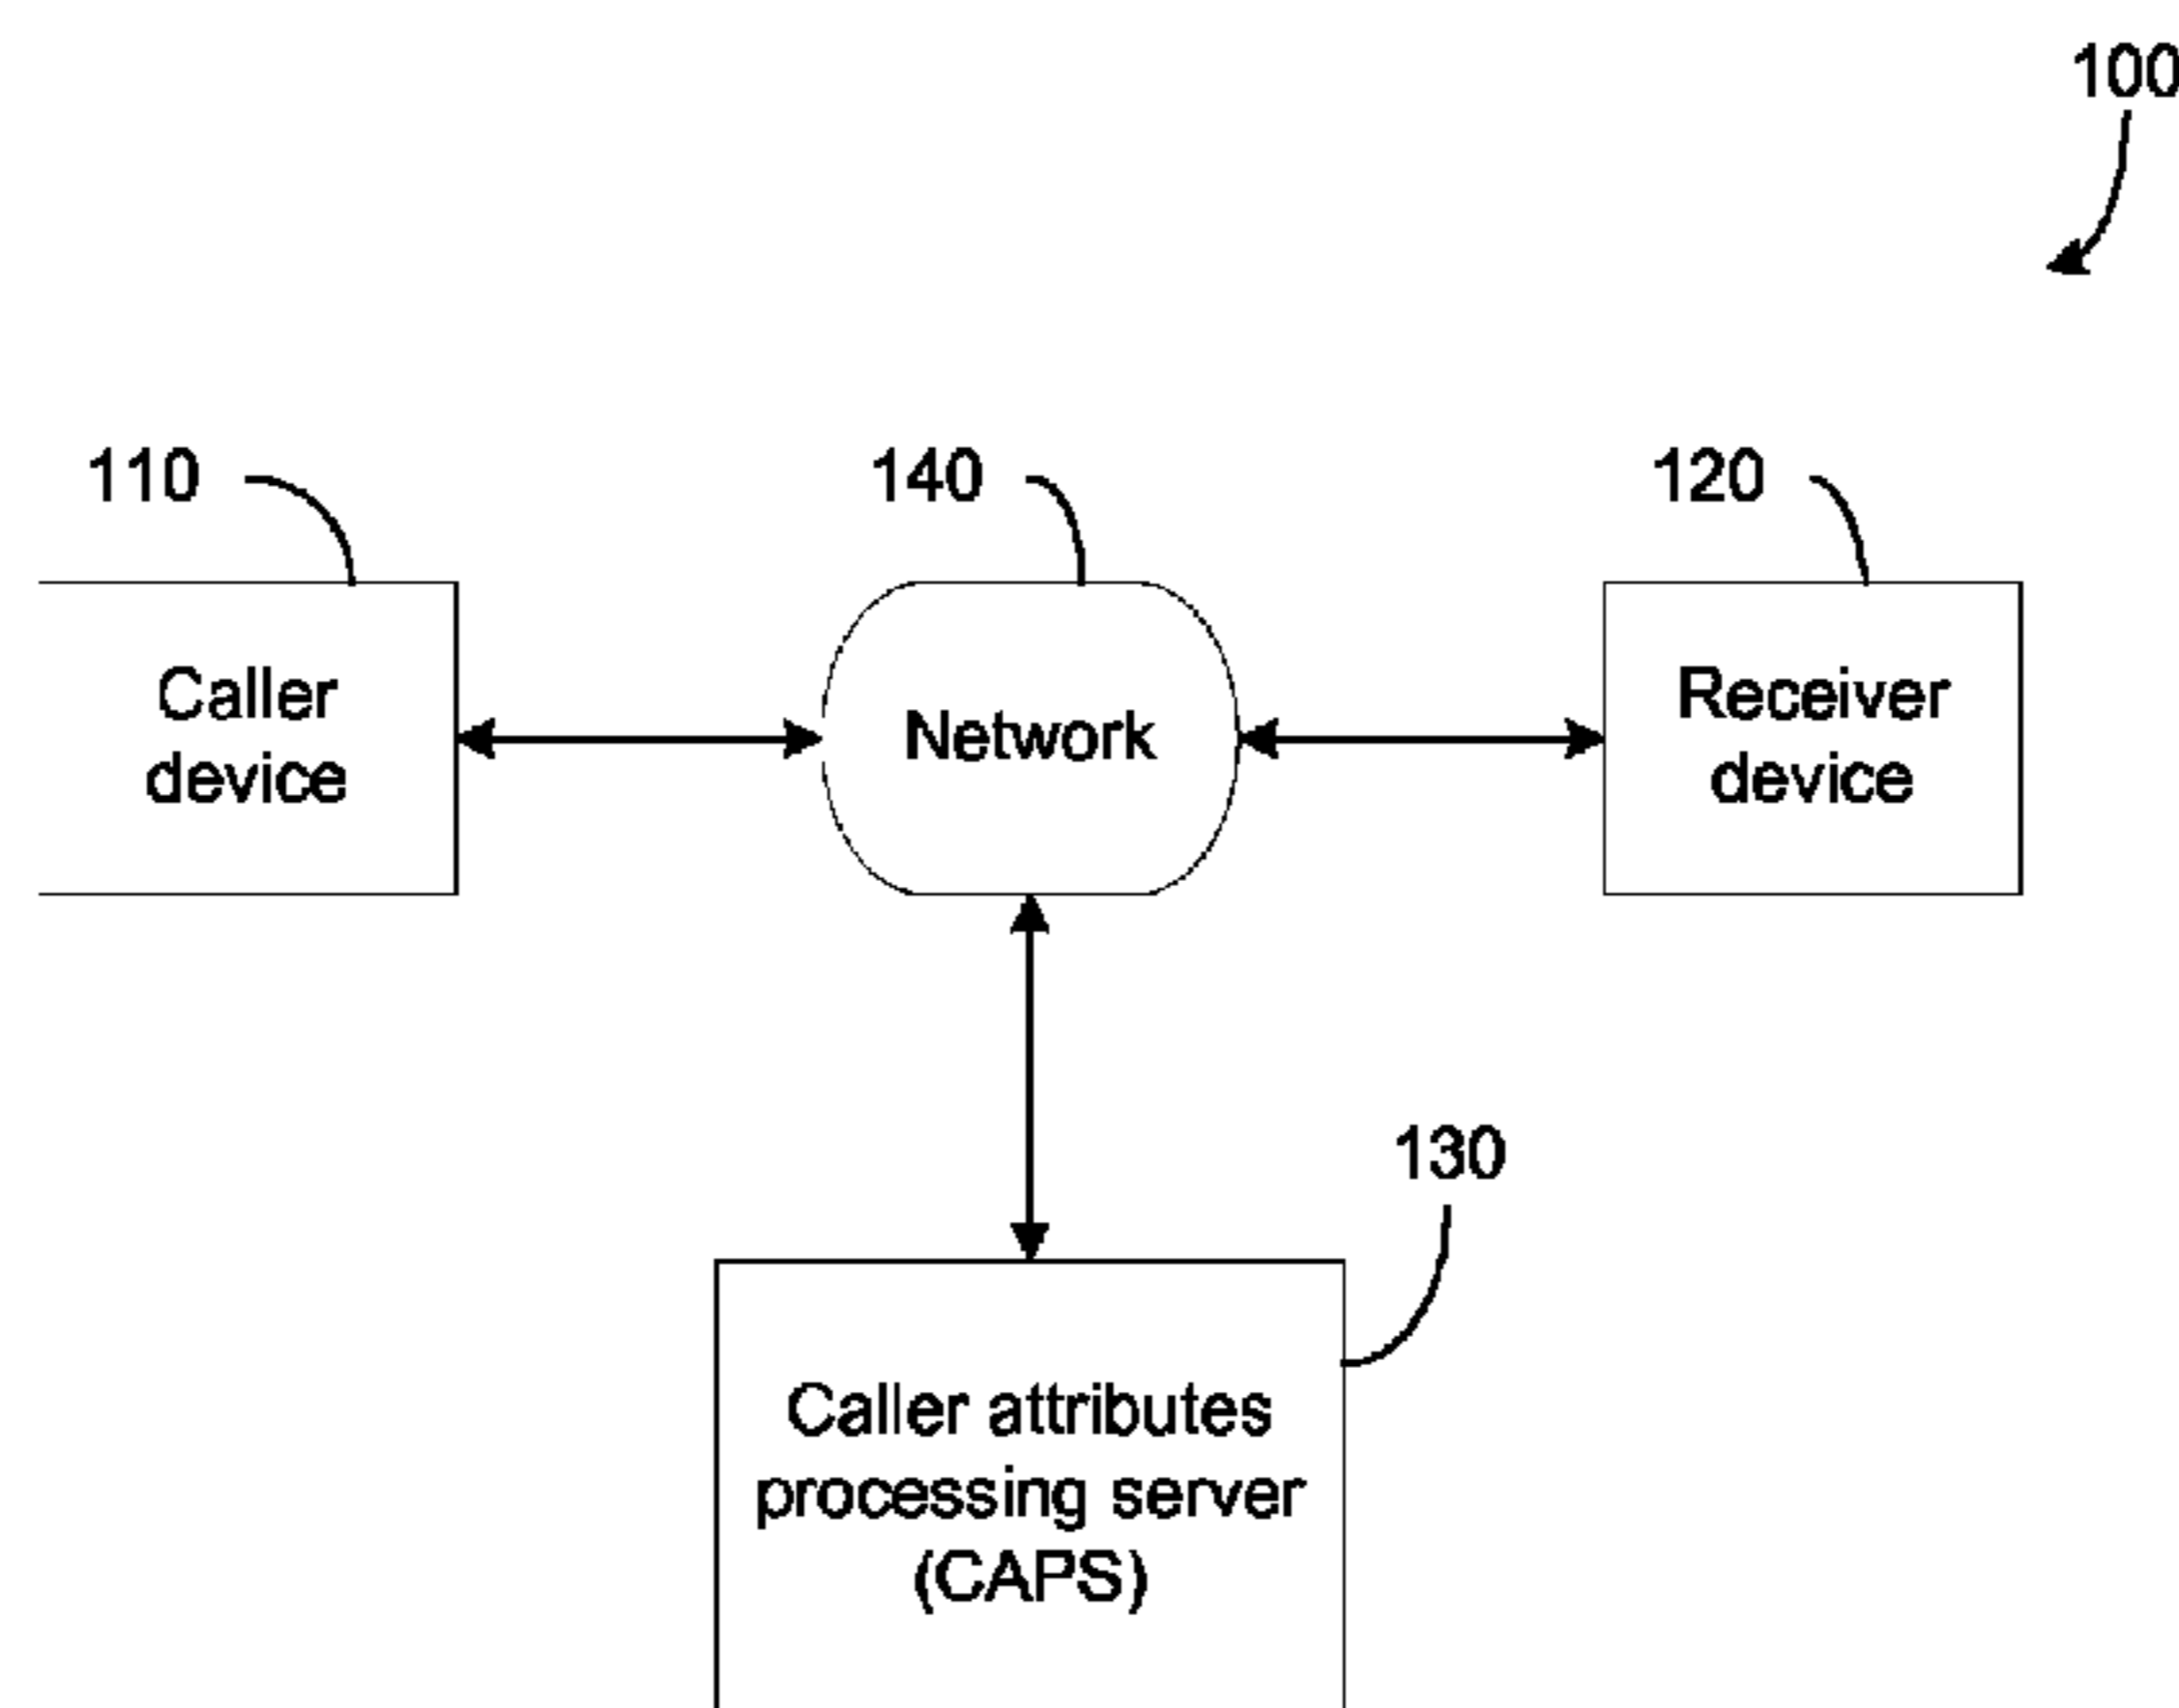 100
110
140
120
Caller
device
Network
Receiver
device
130
Caller attributes
processing server
(CAPS)